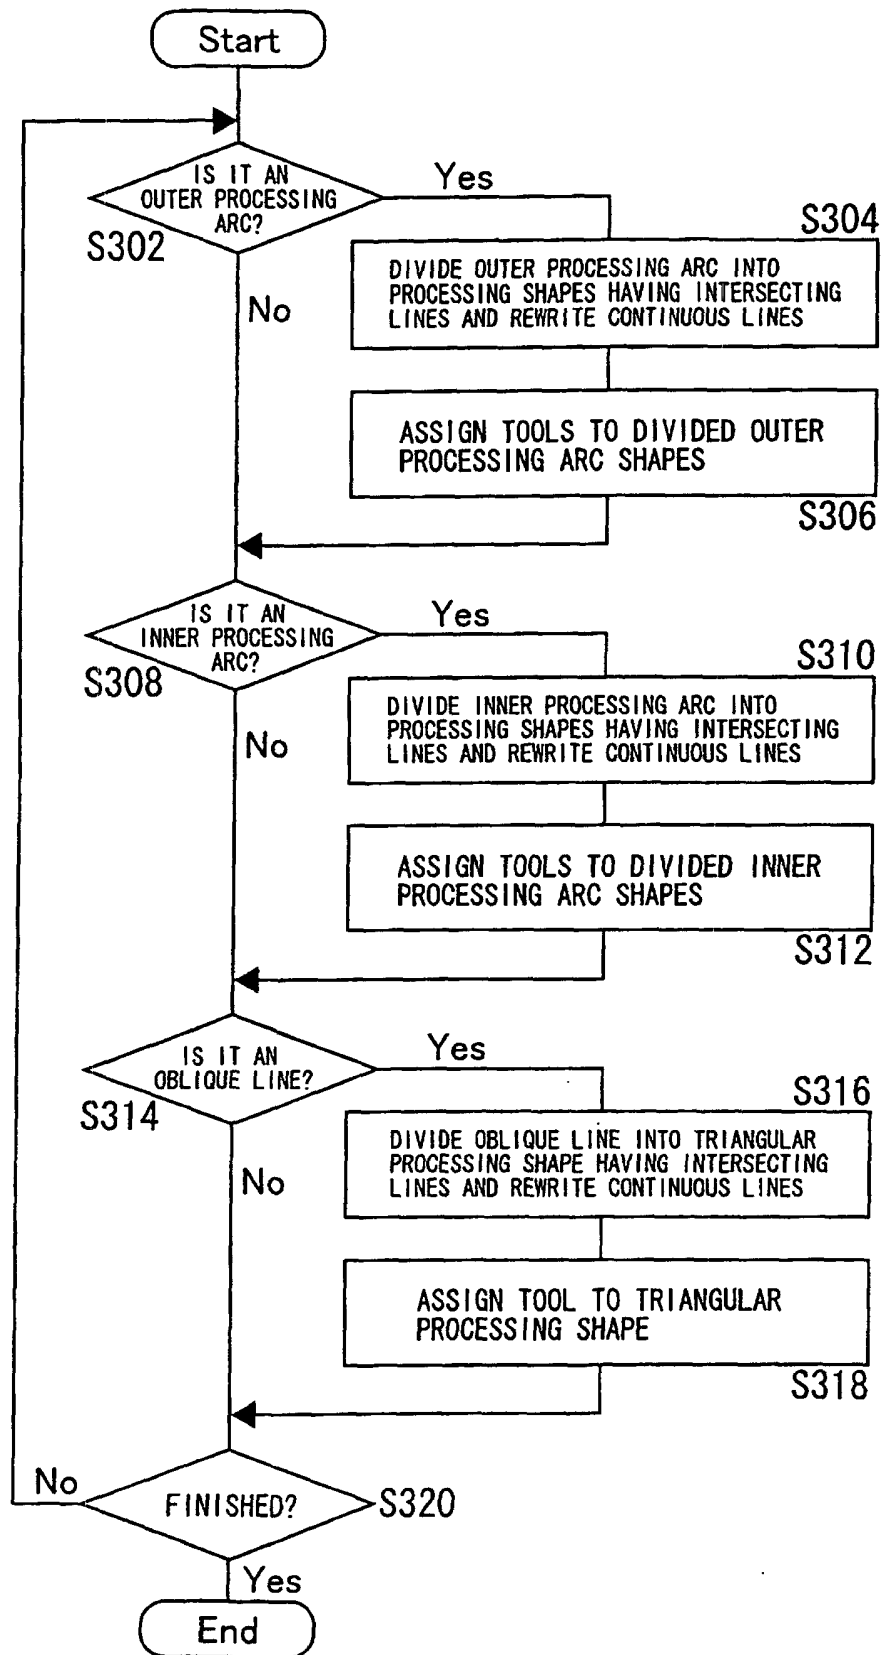 Start
IS IT AN
OUTER PROCESSING
ARC?
S302
Yes
No
S304
DIVIDE OUTER PROCESSING ARC INTO
PROCESSING SHAPES HAVING INTERSECTING
LINES AND REWRITE CONTINUOUS LINES
ASSIGN TOOLS TO DIVIDED OUTER
PROCESSING ARC SHAPES
S306
IS IT AN
INNER PROCESSING
ARC?
S308
Yes
No
S310
DIVIDE INNER PROCESSING ARC INTO
PROCESSING SHAPES HAVING INTERSECTING
LINES AND REWRITE CONTINUOUS LINES
ASSIGN TOOLS TO DIVIDED INNER
PROCESSING ARC SHAPES
S312
IS IT AN
OBLIQUE LINE?
S314
Yes
No
S316
DIVIDE OBLIQUE LINE INTO TRIANGULAR
PROCESSING SHAPE HAVING INTERSECTING
LINES AND REWRITE CONTINUOUS LINES
ASSIGN TOOL TO TRIANGULAR
PROCESSING SHAPE
S318
No
FINISHED?
S320
Yes
End